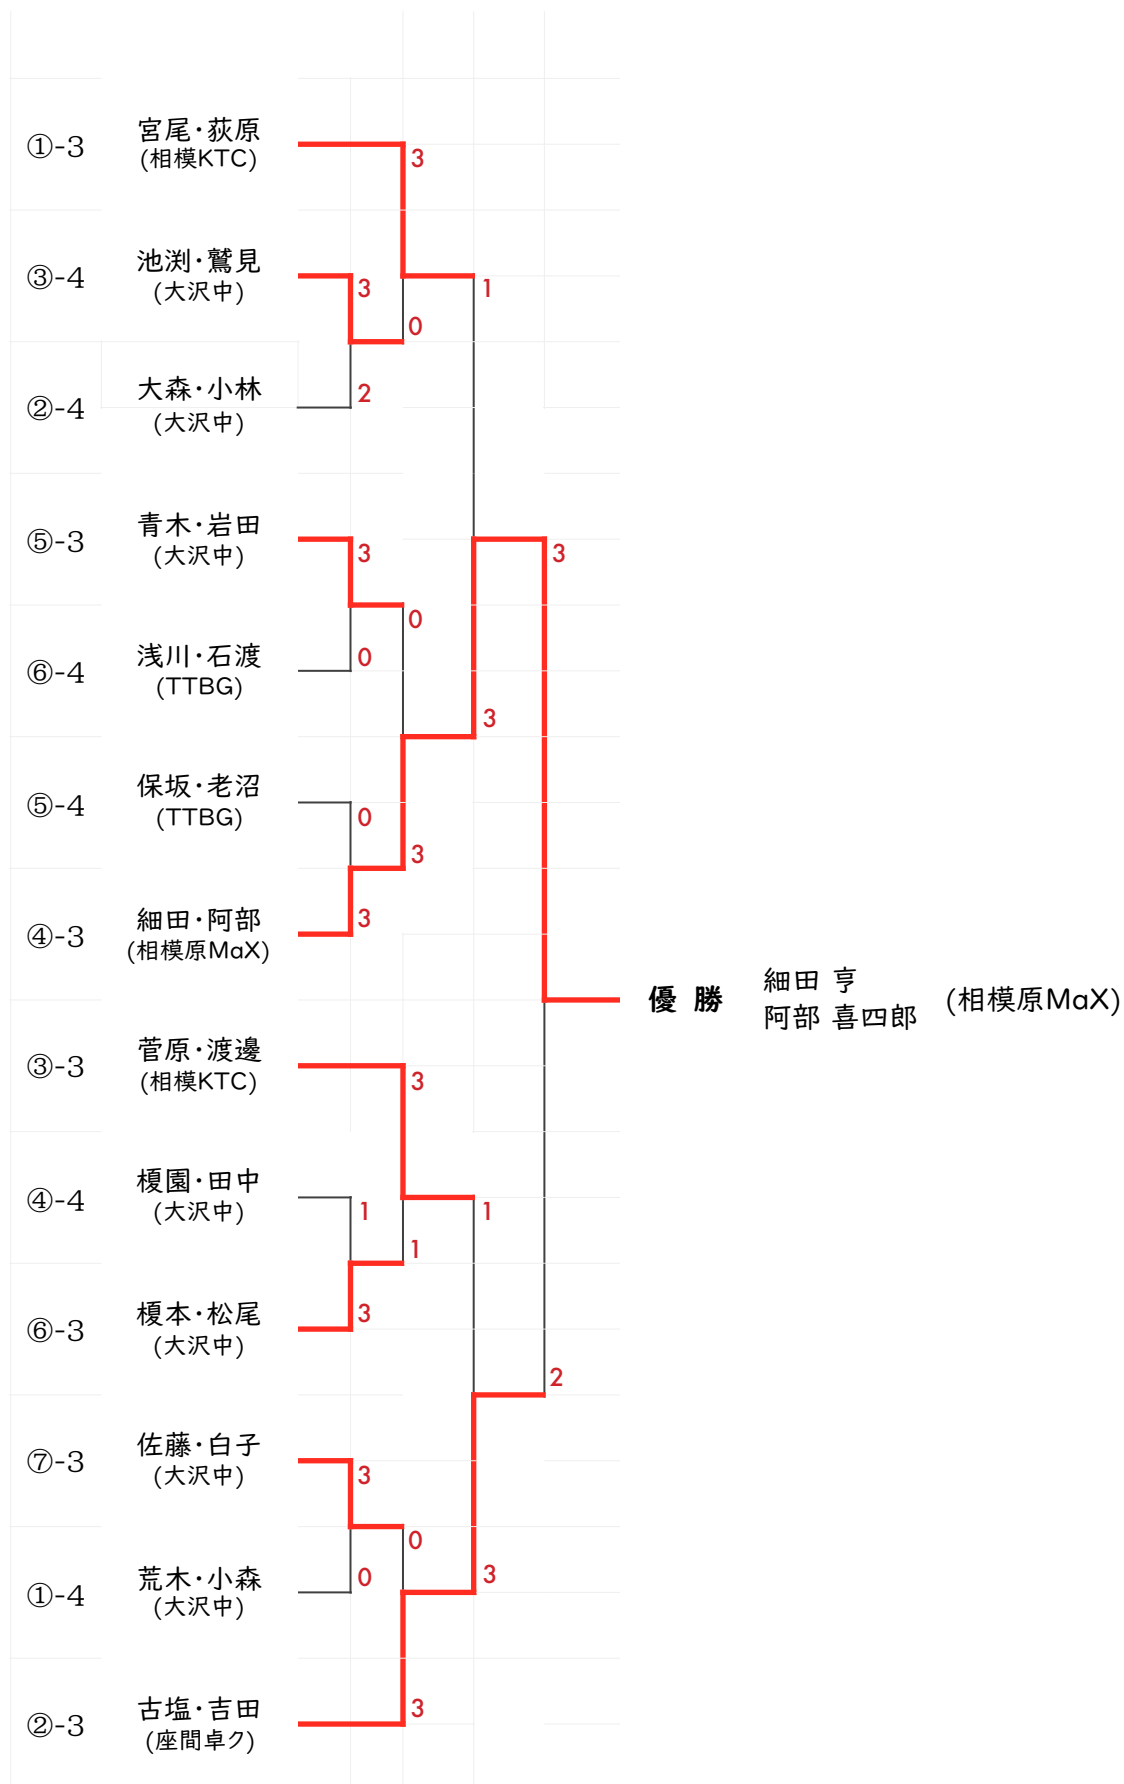 ①-3
宮尾・荻原
(相模KTC)
3
③-4
池渕・鷲見
(大沢中)
3
1
0
②-4
大森・小林
(大沢中)
2
⑤-3
青木・岩田
(大沢中)
3
3
0
⑥-4
浅川・石渡
(TTBG)
0
3
⑤-4
保坂・老沼
(TTBG)
0
3
④-3
細田・阿部
(相模原MaX)
3
優 勝
細田 亨
阿部 喜四郎
(相模原MaX)
③-3
菅原・渡邊
(相模KTC)
3
④-4
榎園・田中
(大沢中)
1
1
1
⑥-3
榎本・松尾
(大沢中)
3
2
⑦-3
佐藤・白子
(大沢中)
3
0
①-4
荒木・小森
(大沢中)
0
3
②-3
古塩・吉田
(座間卓ク)
3